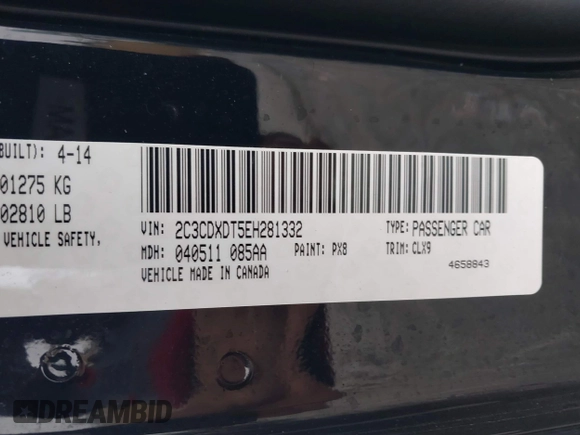 BUILT): 4-14
01275 KG
02810 LB
VEHICLE SAFETY,
VIN: 2C3CDXDT5EH281332 TYPE: PASSENGER CAR
MDH: 040511 085AA PAINT: PX8 TRIM: CLX9
VEHICLE MADE IN CANADA 4658843
DREAMBID